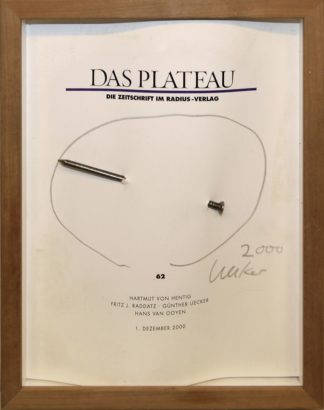 DAS PLATEAU
DIE ZEITSCHRIFT IM RADIUS-VERLAG
2000
Uecker
62
HARTMUT VON HENTIG
FRITZ J. RADDATZ · GÜNTHER UECKER
HANS VAN OOYEN
1. DEZEMBER 2000